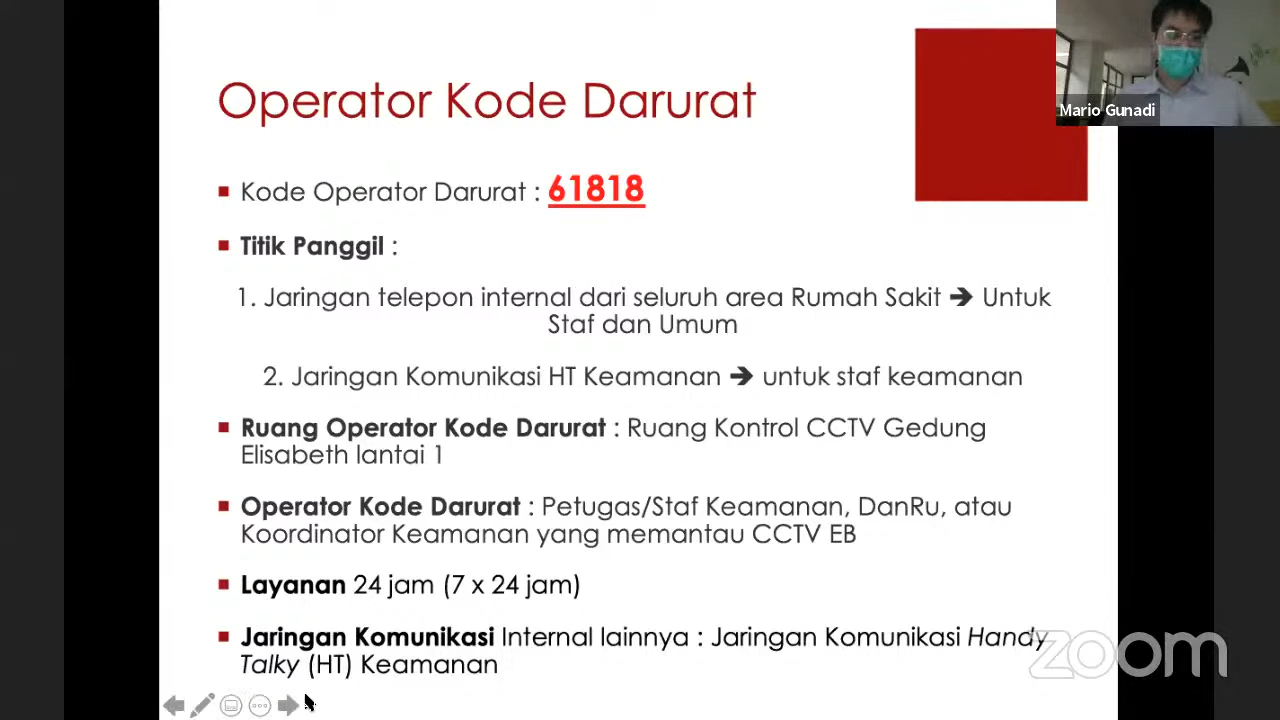 Operator Kode Darurat
Mario Gunadi
Kode Operator Darurat : 61818
Titik Panggil :
1. Jaringan telepon internal dari seluruh area Rumah Sakit ➔ Untuk
Staf dan Umum
2. Jaringan Komunikasi HT Keamanan ➔ untuk staf keamanan
Ruang Operator Kode Darurat : Ruang Kontrol CCTV Gedung
Elisabeth lantai 1
Operator Kode Darurat : Petugas/Staf Keamanan, DanRu, atau
Koordinator Keamanan yang memantau CCTV EB
Layanan 24 jam (7 x 24 jam)
Jaringan Komunikasi Internal lainnya : Jaringan Komunikasi Handy
Talky (HT) Keamanan
zoom